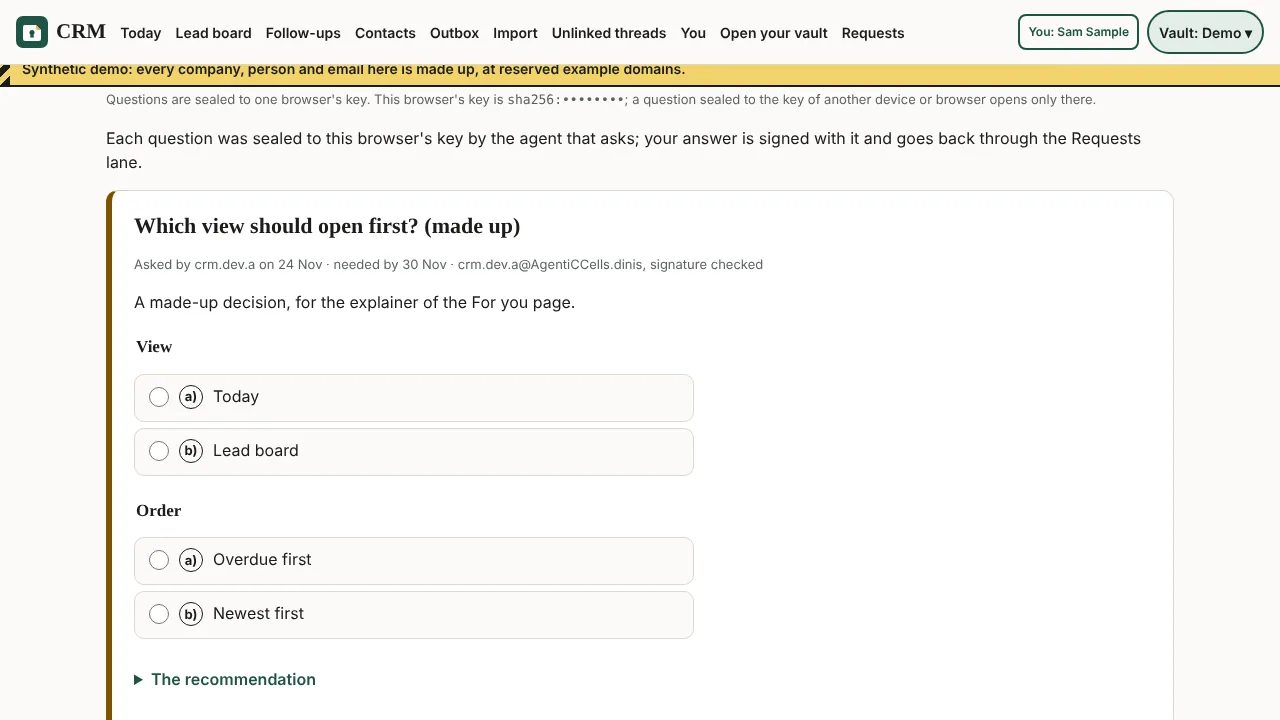 CRM Today Lead board Follow-ups Contacts Outbox Import Unlinked threads You Open your vault Requests You: Sam Sample Vault: Demo ▾
Synthetic demo: every company, person and email here is made up, at reserved example domains.
Questions are sealed to one browser's key. This browser's key is sha256:••••••••; a question sealed to the key of another device or browser opens only there.
Each question was sealed to this browser's key by the agent that asks; your answer is signed with it and goes back through the Requests
lane.
Which view should open first? (made up)
Asked by crm.dev.a on 24 Nov · needed by 30 Nov · crm.dev.a@AgentiCCells.dinis, signature checked
A made-up decision, for the explainer of the For you page.
View
a) Today
b) Lead board
Order
a) Overdue first
b) Newest first
▶ The recommendation